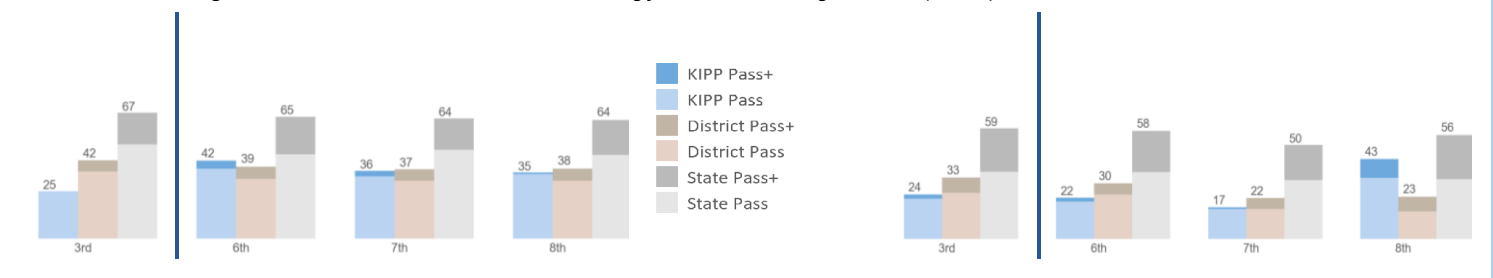 67
42
25
3rd
65
42
39
6th
64
36
37
7th
64
35
38
8th
KIPP Pass+
KIPP Pass
District Pass+
District Pass
State Pass+
State Pass
59
33
24
3rd
58
30
22
6th
50
22
17
7th
56
43
23
8th